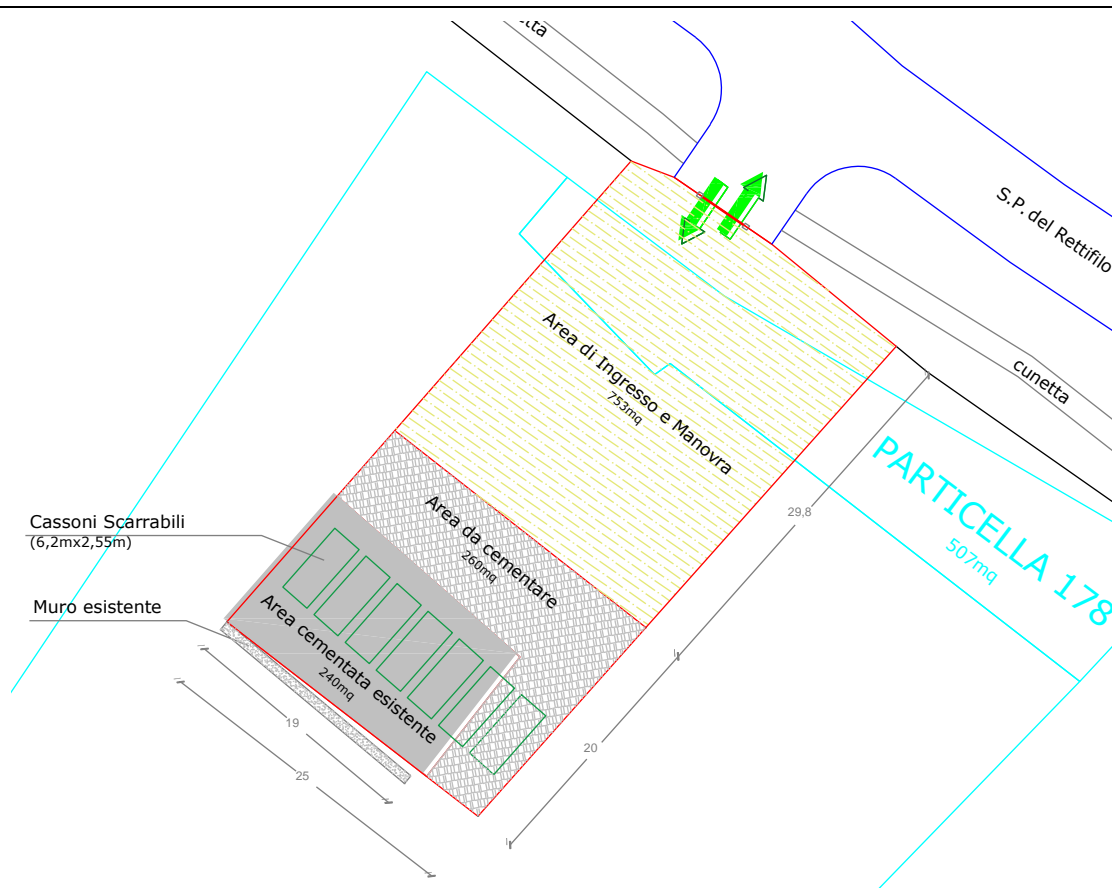 S.P. del Rettifilo
cunetta
Area di Ingresso e Manovra
753mq
PARTICELLA 178
507mq
29,8
Area da cementare
260mq
Cassoni Scarrabili
(6,2mx2,55m)
Muro esistente
Area cementata esistente
240mq
19
25
20